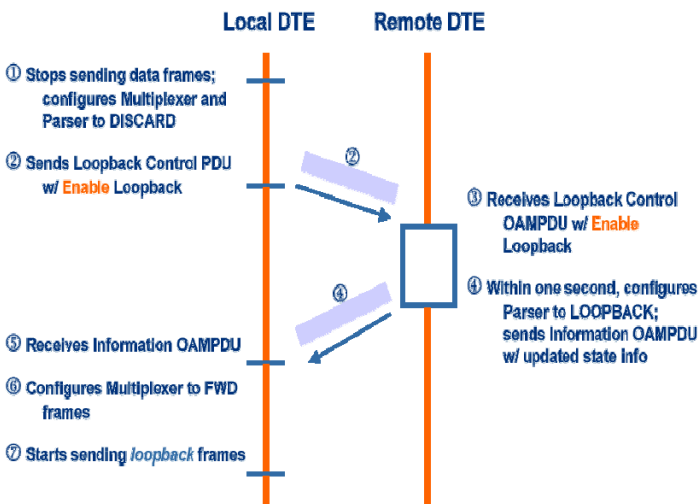 Local DTE
Remote DTE
① Stops sending data frames;
configures Multiplexer and
Parser to DISCARD
② Sends Loopback Control PDU
w/ Enable Loopback
②
③ Receives Loopback Control
OAMPDU w/ Enable
Loopback
④ Within one second, configures
Parser to LOOPBACK;
sends Information OAMPDU
w/ updated state info
④
⑤ Receives Information OAMPDU
⑥ Configures Multiplexer to FWD
frames
⑦ Starts sending loopback frames